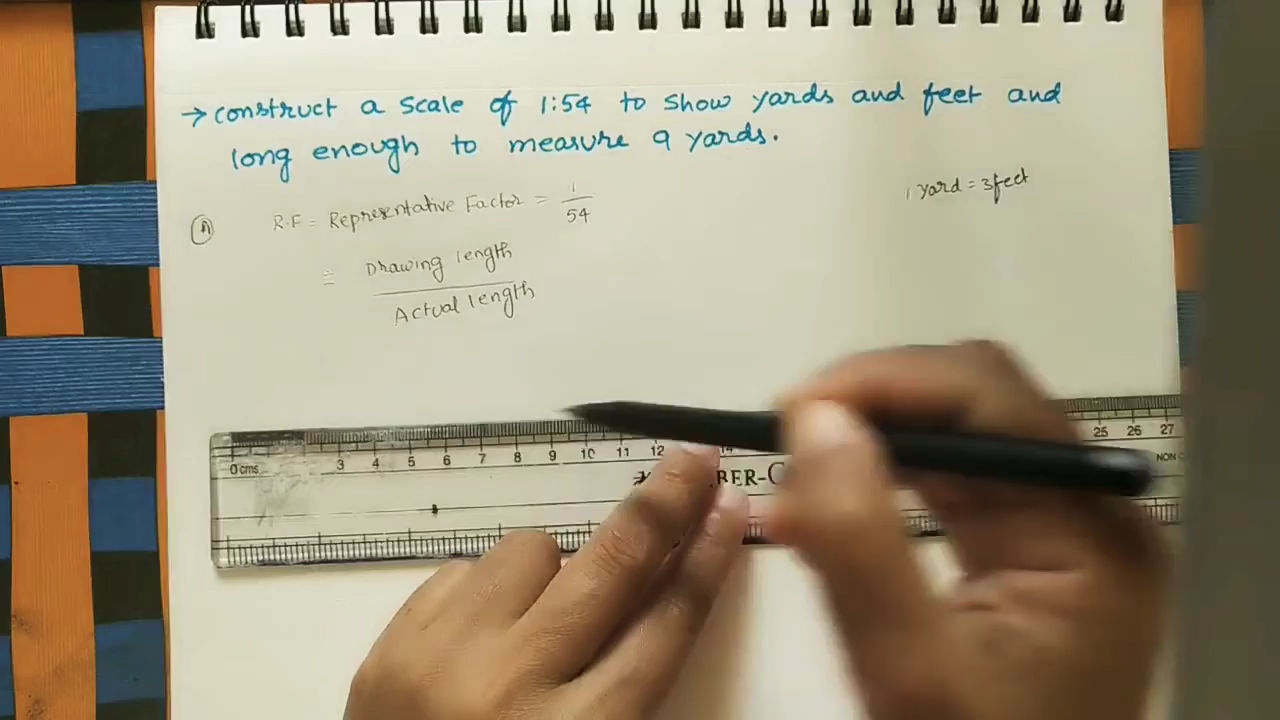 → construct a scale of 1:54 to show yards and feet and
long enough to measure 9 yards.
1 yard = 3 feet
R.F = Representative Factor = 1/54
= Drawing length
Actual length
0 cms 3 4 5 6 7 8 9 10 11 12 25 26 27
BER-C